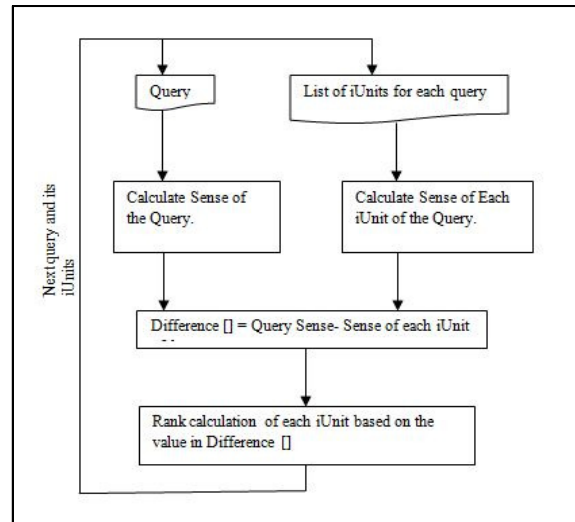 Query
List of iUnits for each query
Calculate Sense of
the Query.
Calculate Sense of Each
iUnit of the Query.
Next query and its
iUnits
Difference [] = Query Sense- Sense of each iUnit
Rank calculation of each iUnit based on the
value in Difference []